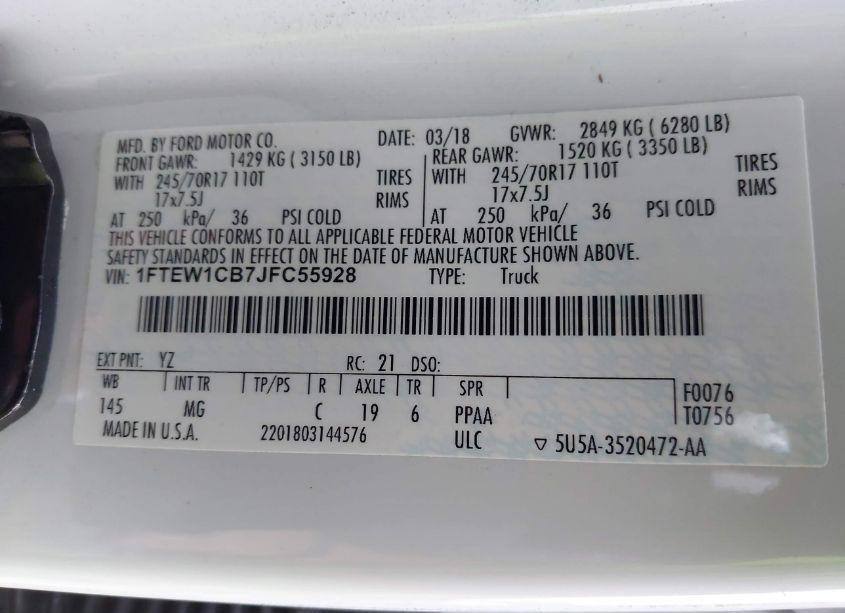 MFD. BY FORD MOTOR CO. DATE: 03/18 GVWR: 2849 KG ( 6280 LB)
FRONT GAWR: 1429 KG ( 3150 LB) REAR GAWR: 1520 KG ( 3350 LB)
WITH 245/70R17 110T TIRES WITH 245/70R17 110T TIRES
17x7.5J RIMS 17x7.5J RIMS
AT 250 kPa/ 36 PSI COLD AT 250 kPa/ 36 PSI COLD
THIS VEHICLE CONFORMS TO ALL APPLICABLE FEDERAL MOTOR VEHICLE
SAFETY STANDARDS IN EFFECT ON THE DATE OF MANUFACTURE SHOWN ABOVE.
VIN: 1FTEW1CB7JFC55928 TYPE: Truck
EXT PNT: YZ RC: 21 DSO:
WB INT TR TP/PS R AXLE TR SPR F0076
145 MG C 19 6 PPAA T0756
MADE IN U.S.A. 2201803144576 ULC ▽ 5U5A-3520472-AA